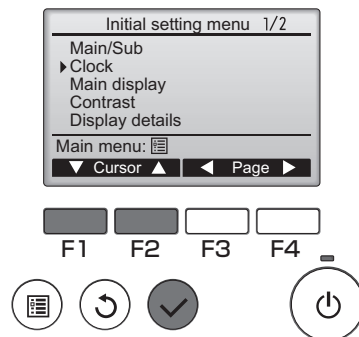 Initial setting menu 1/2
Main/Sub
Clock
Main display
Contrast
Display details
Main menu:
Cursor Page
F1 F2 F3 F4